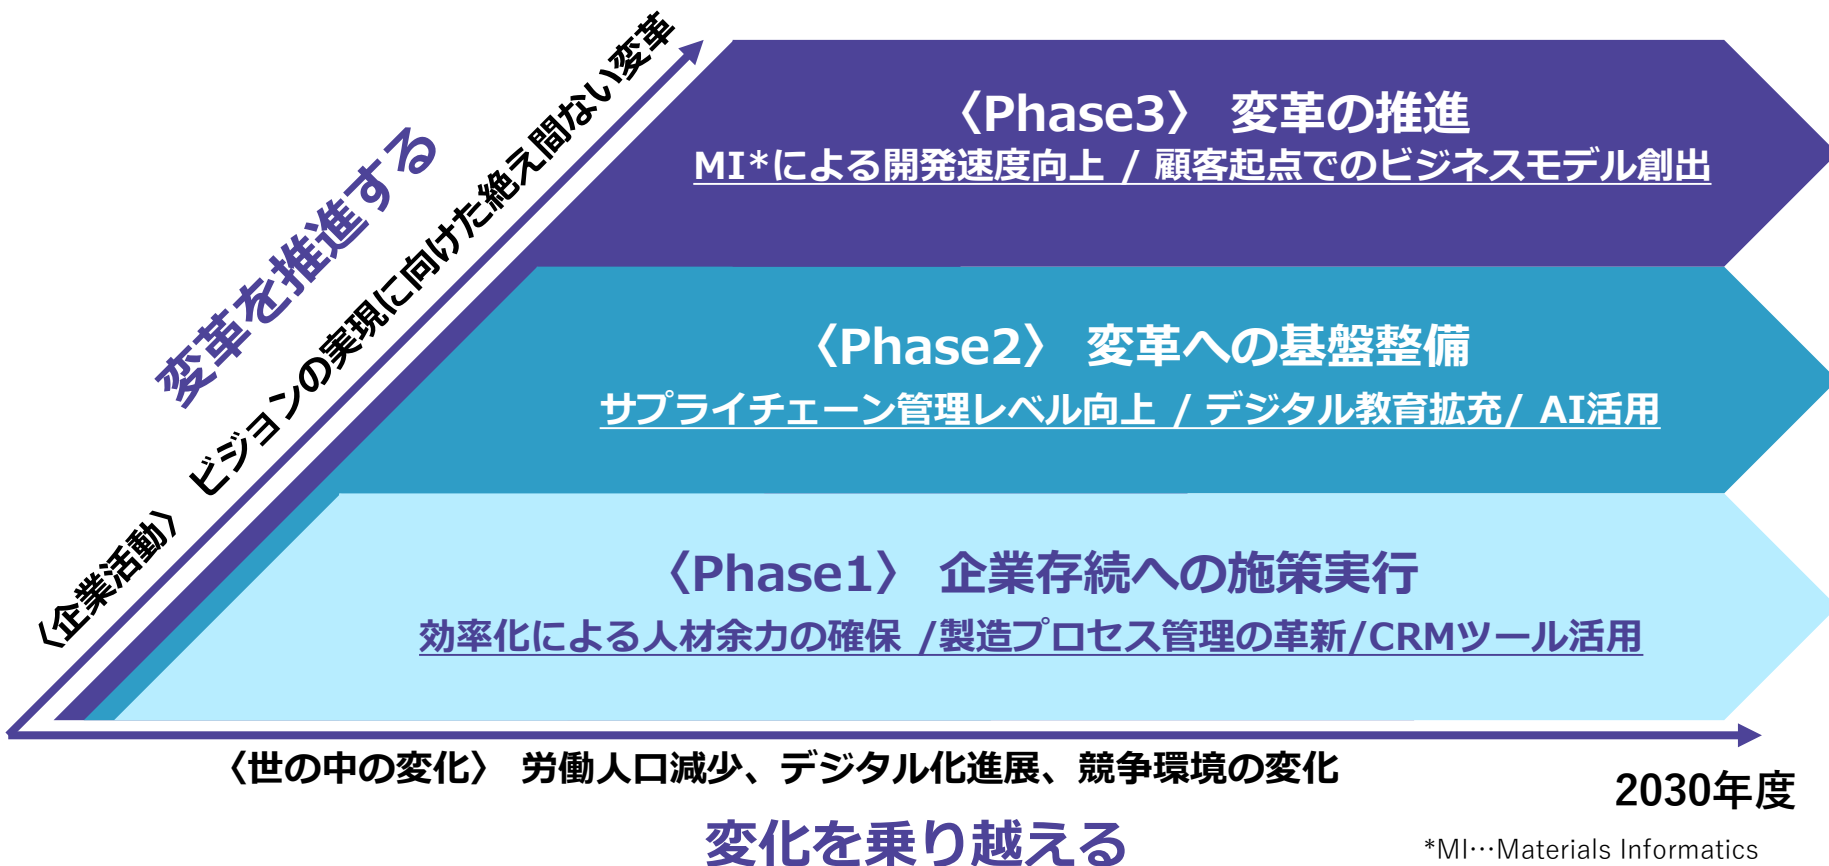 変革を推進する
〈企業活動〉 ビジョンの実現に向けた絶え間ない変革
〈Phase3〉 変革の推進
MI*による開発速度向上 / 顧客起点でのビジネスモデル創出
〈Phase2〉 変革への基盤整備
サプライチェーン管理レベル向上 / デジタル教育拡充/ AI活用
〈Phase1〉 企業存続への施策実行
効率化による人材余力の確保 /製造プロセス管理の革新/CRMツール活用
〈世の中の変化〉 労働人口減少、デジタル化進展、競争環境の変化
2030年度
変化を乗り越える
*MI…Materials Informatics